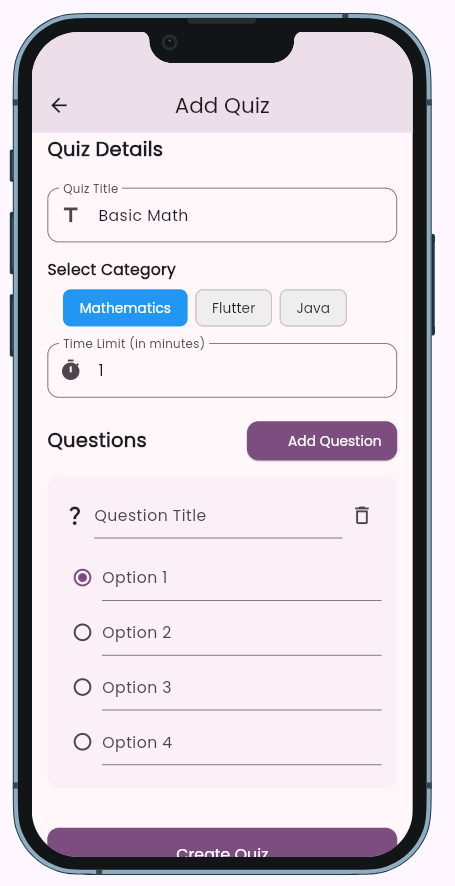 Add Quiz
Quiz Details
Quiz Title
Basic Math
Select Category
Mathematics Flutter Java
Time Limit (in minutes)
1
Questions Add Question
? Question Title
Option 1
Option 2
Option 3
Option 4
Create Quiz